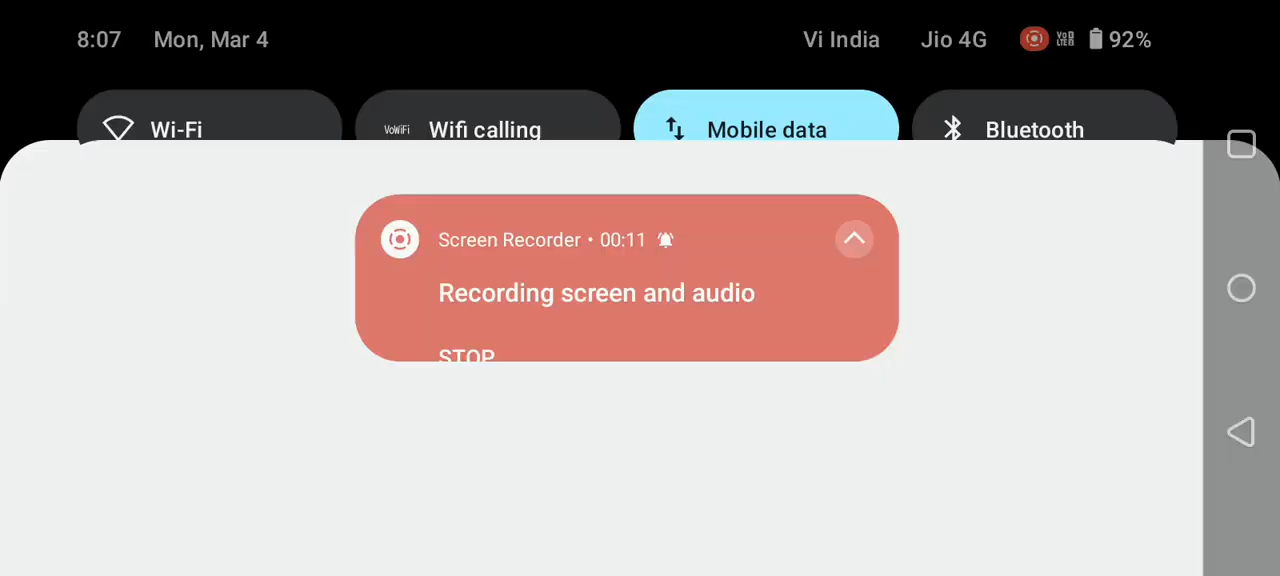 8:07 Mon, Mar 4 Vi India Jio 4G 92%
Wi-Fi VoWiFi Wifi calling Mobile data Bluetooth
Screen Recorder • 00:11
Recording screen and audio
STOP